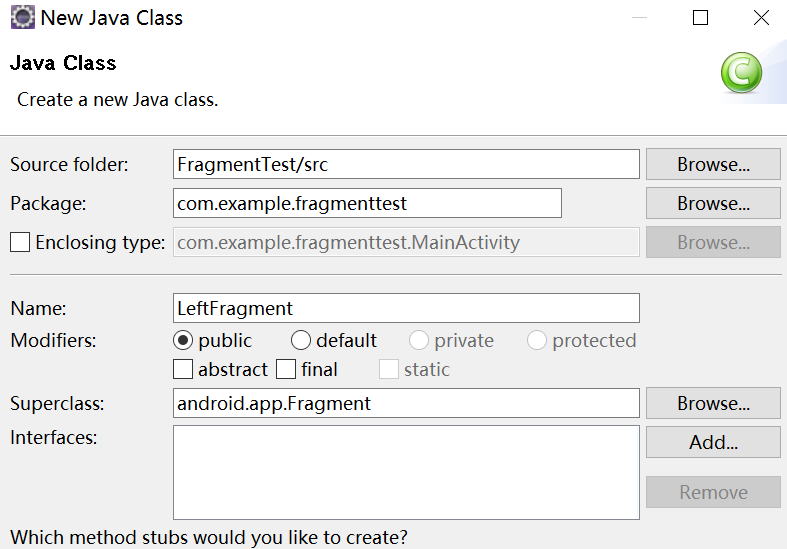 New Java Class
Java Class
Create a new Java class.
Source folder: FragmentTest/src Browse...
Package: com.example.fragmenttest Browse...
Enclosing type: com.example.fragmenttest.MainActivity Browse...
Name: LeftFragment
Modifiers: public default private protected
abstract final static
Superclass: android.app.Fragment Browse...
Interfaces: Add...
Remove
Which method stubs would you like to create?